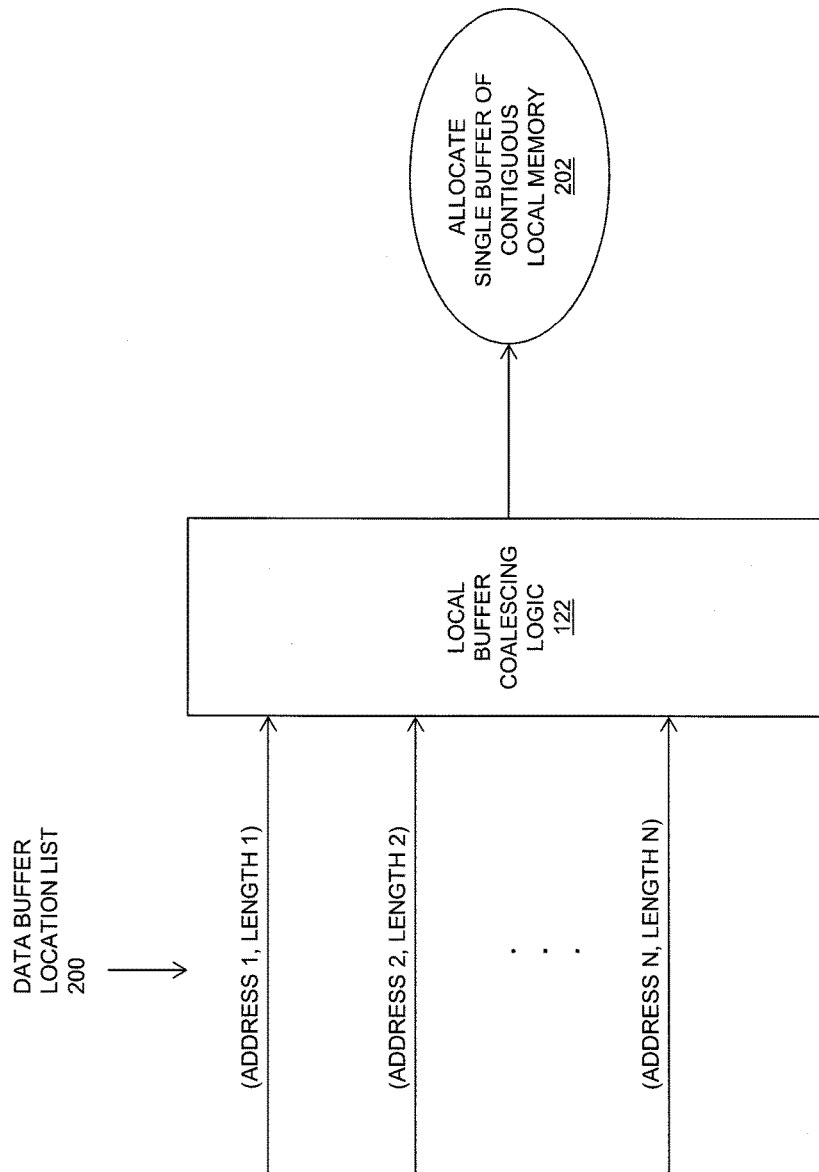 DATA BUFFER
LOCATION LIST
200
(ADDRESS 1, LENGTH 1)
(ADDRESS 2, LENGTH 2)
. . .
(ADDRESS N, LENGTH N)
LOCAL
BUFFER
COALESCING
LOGIC
122
ALLOCATE
SINGLE BUFFER OF
CONTIGUOUS
LOCAL MEMORY
202